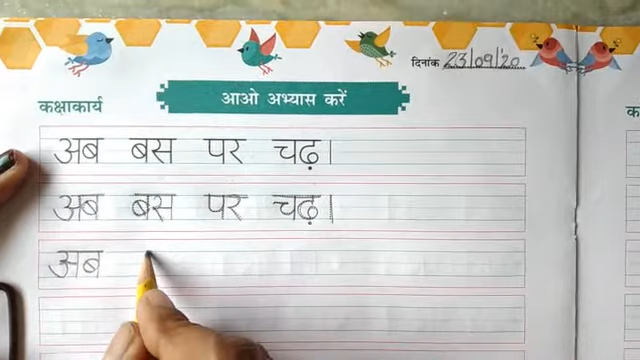 दिनांक 23/09/20
कक्षाकार्य
आओ अभ्यास करें
अब बस पर चढ़।
अब बस पर चढ़।
अब